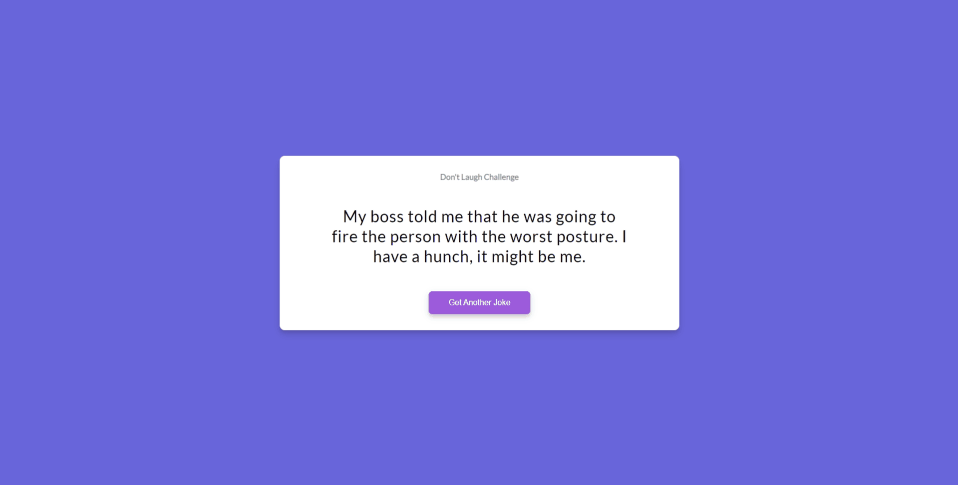 Don't Laugh Challenge
My boss told me that he was going to
fire the person with the worst posture. I
have a hunch, it might be me.
Get Another Joke